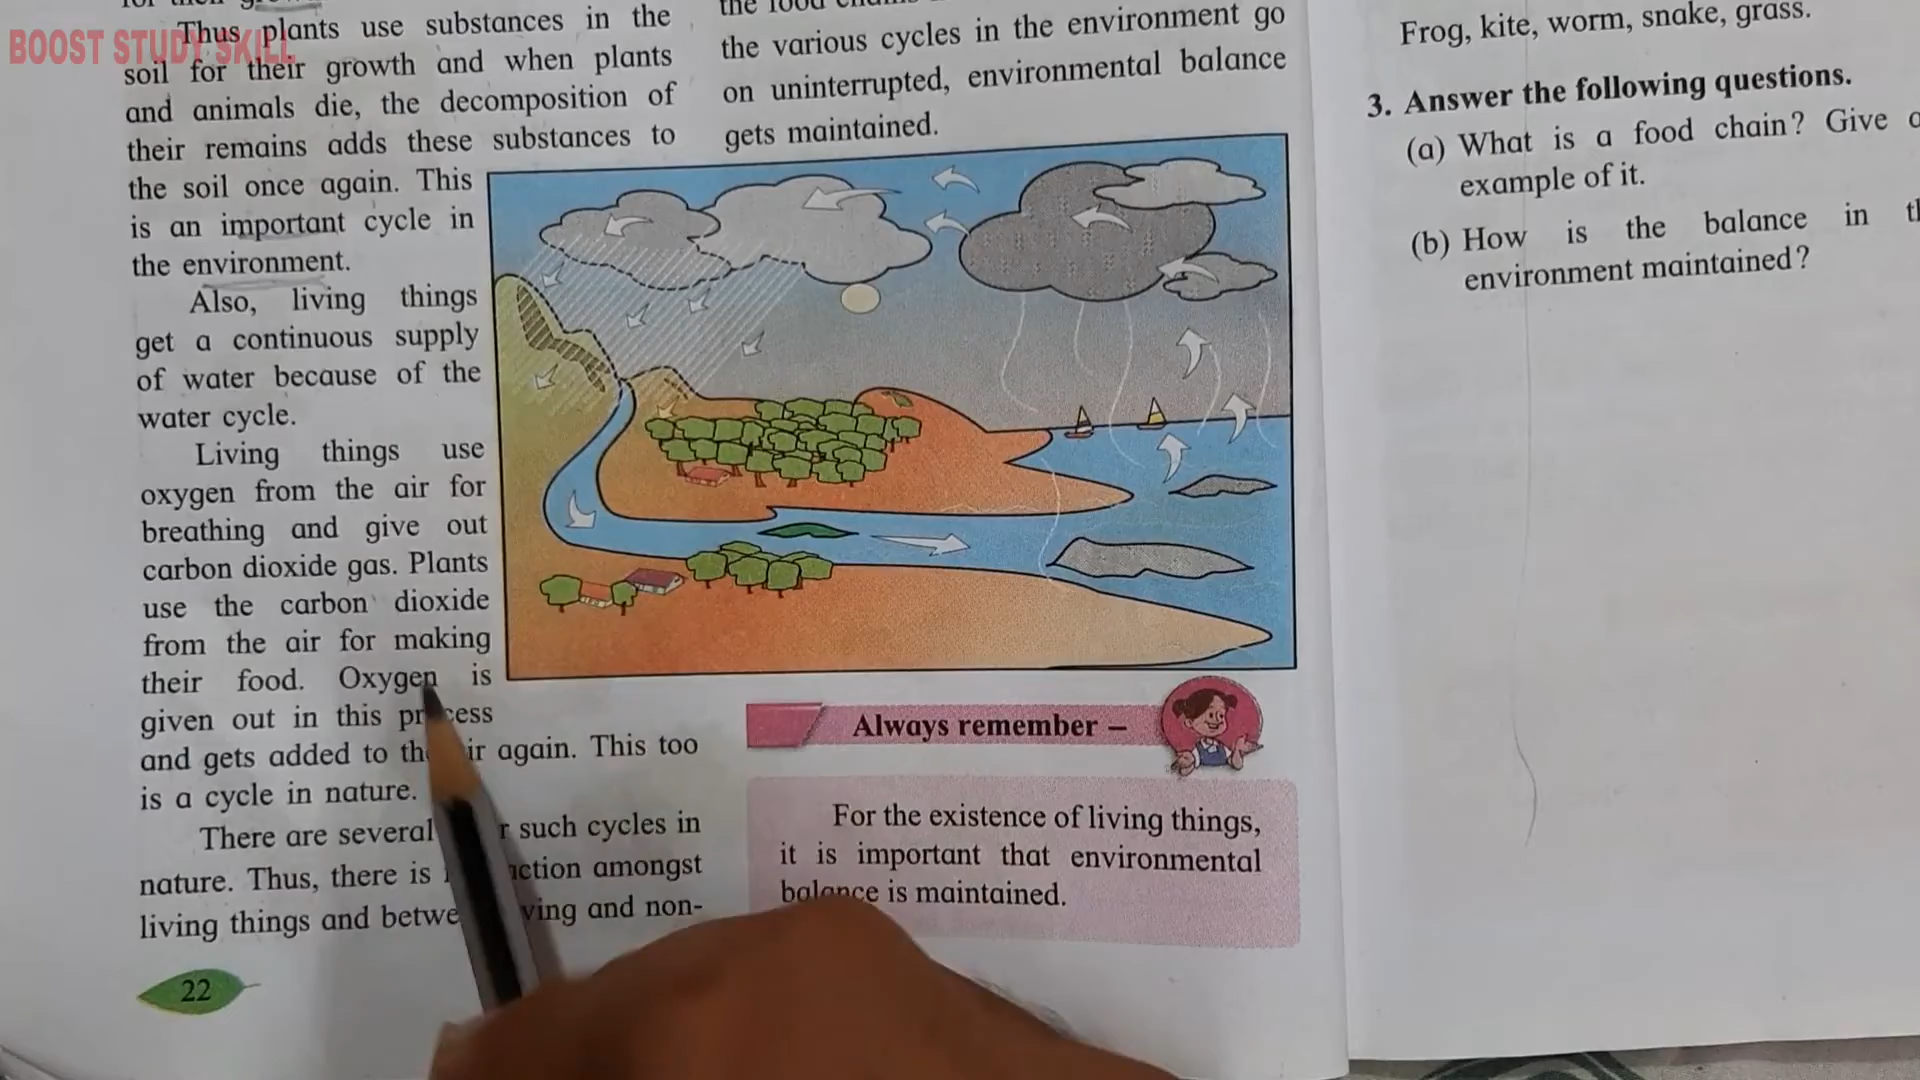 BOOST STUDY SKILL
Thus plants use substances in the
soil for their growth and when plants
and animals die, the decomposition of
their remains adds these substances to
the soil once again. This
is an important cycle in
the environment.
Also, living things
get a continuous supply
of water because of the
water cycle.
Living things use
oxygen from the air for
breathing and give out
carbon dioxide gas. Plants
use the carbon dioxide
from the air for making
their food. Oxygen is
given out in this
and gets added to again. This too
is a cycle in nature.
There are several such cycles in
nature. Thus, there is amongst
living things and and non-
22
the various cycles in the environment go
on uninterrupted, environmental balance
gets maintained.
Always remember –
For the existence of living things,
it is important that environmental
balance is maintained.
Frog, kite, worm, snake, grass.
3. Answer the following questions.
(a) What is a food chain? Give
example of it.
(b) How is the balance in
environment maintained?